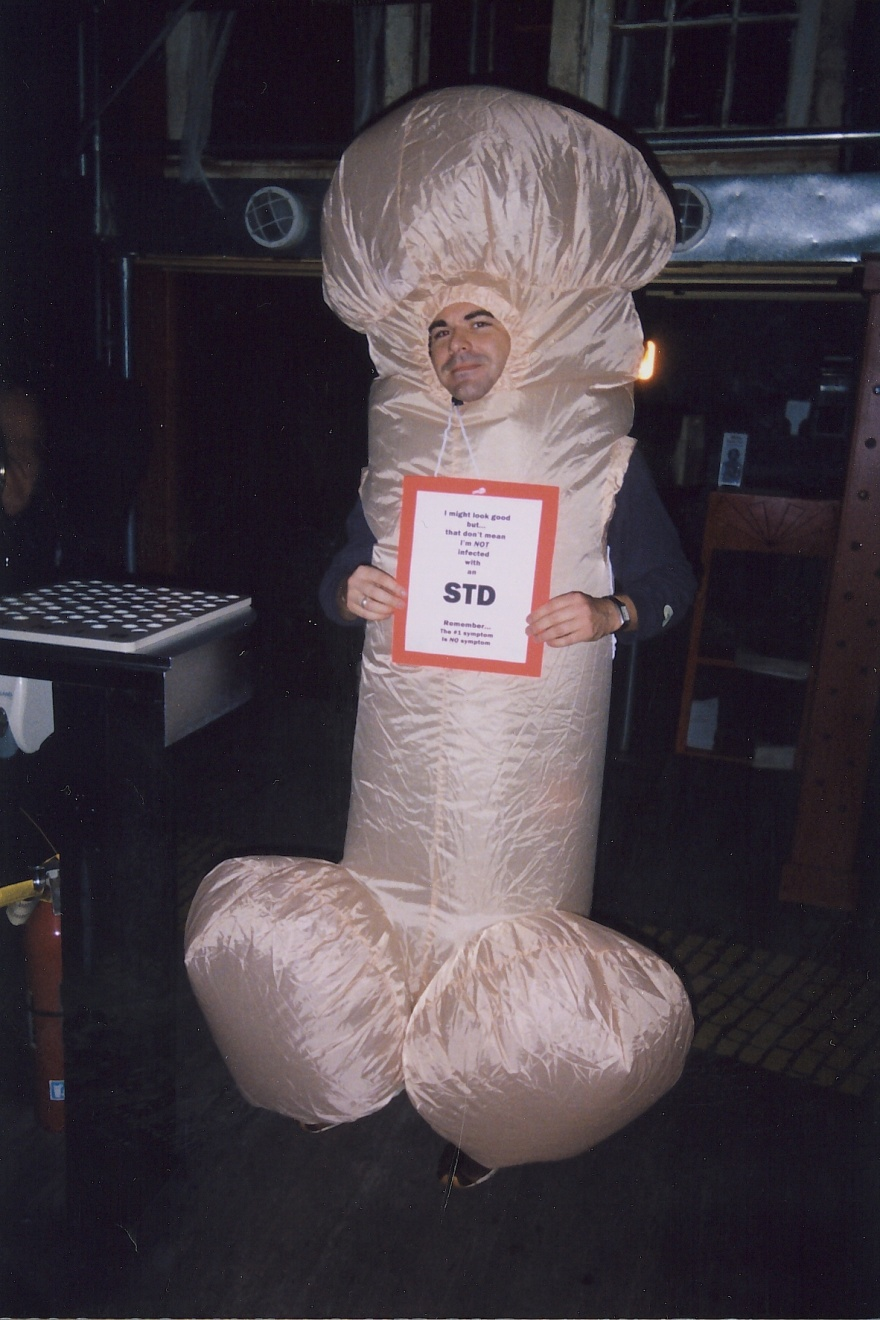 I might look good
but...
that don't mean
I'm NOT
infected
with
an
STD
Remember...
The #1 symptom
is NO symptom